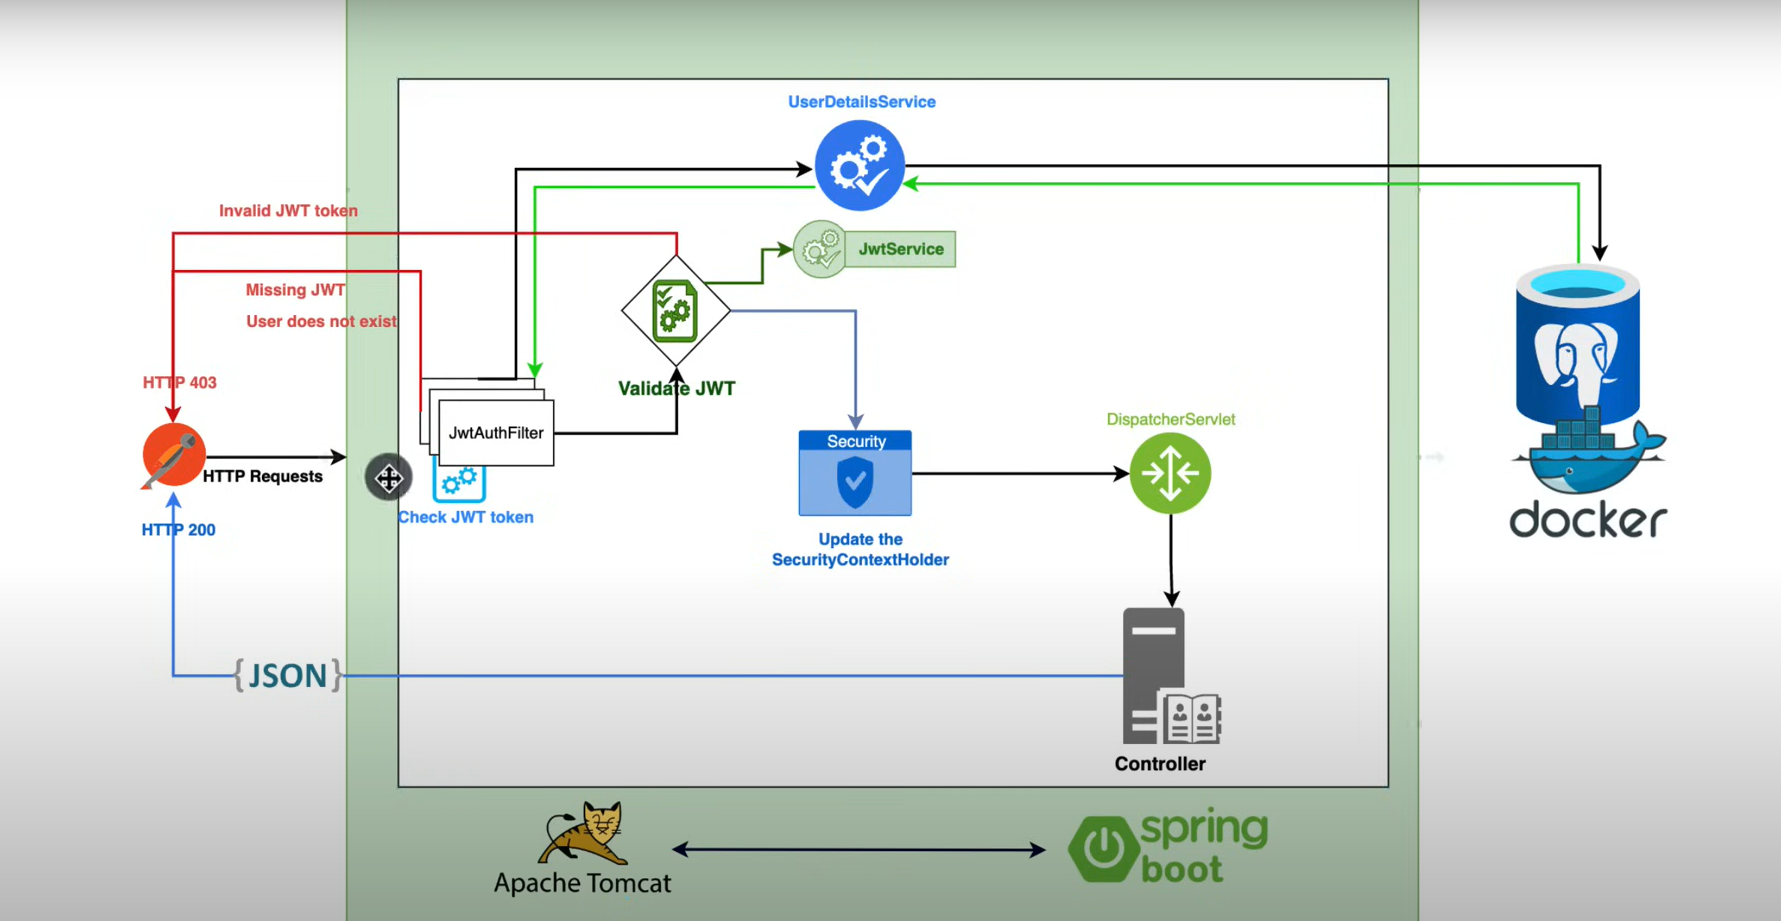 UserDetailsService
Invalid JWT token
JwtService
Missing JWT
User does not exist
HTTP 403
Validate JWT
JwtAuthFilter
DispatcherServlet
Security
HTTP Requests
Check JWT token
HTTP 200
docker
Update the
SecurityContextHolder
{JSON}
Controller
Apache Tomcat
spring
boot